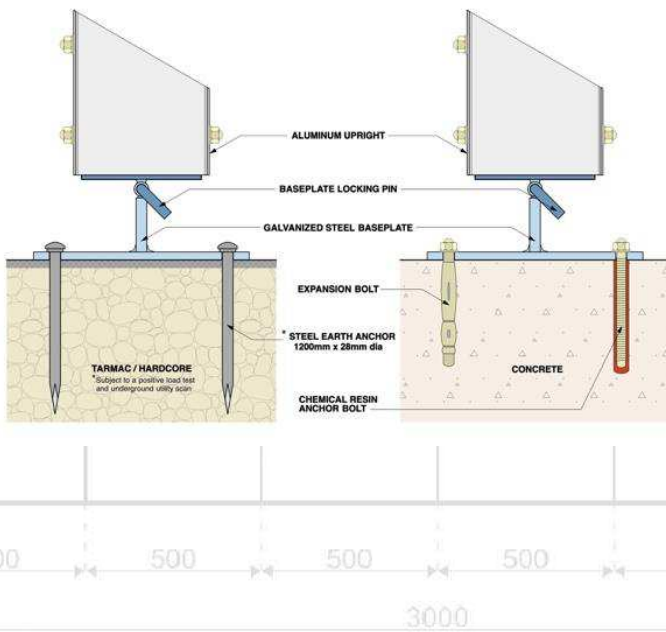 ALUMINUM UPRIGHT
BASEPLATE LOCKING PIN
GALVANIZED STEEL BASEPLATE
EXPANSION BOLT
* STEEL EARTH ANCHOR
1200mm x 28mm dia
TARMAC / HARDCORE
*Subject to a positive load test
and underground utility scan
CONCRETE
CHEMICAL RESIN
ANCHOR BOLT
500
500
500
3000